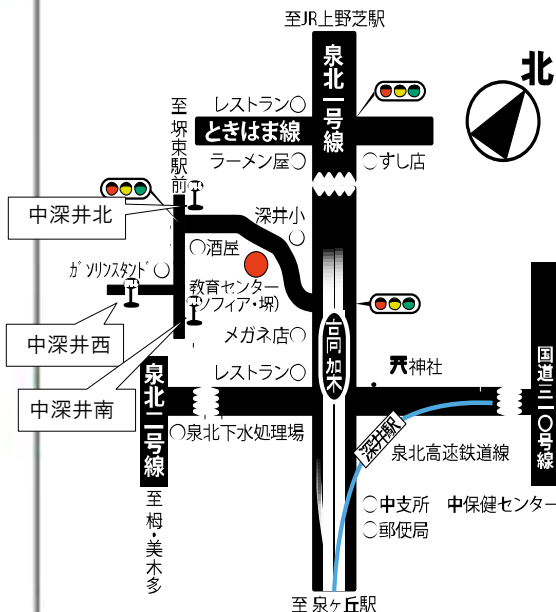 至JR上野芝駅
北
泉北一号線
レストラン
ときはま線
ラーメン屋
すし店
至堺東駅前
中深井北
深井小
酒屋
ガソリンスタンド
教育センター
(ソフィア・堺)
中深井西
メガネ店
高架
国道三一〇号線
レストラン
神社
中深井南
泉北二号線
泉北下水処理場
深井駅
泉北高速鉄道線
中支所 中保健センター
郵便局
至栂・美木多
至泉ヶ丘駅